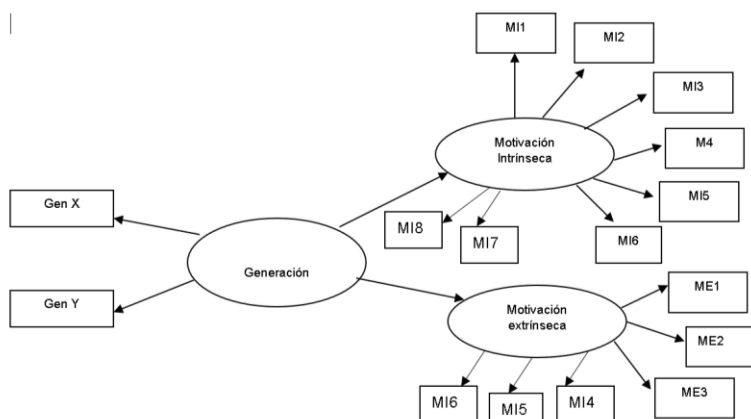 MI1
MI2
MI3
Motivación
Intrínseca
M4
MI5
Gen X
MI8
MI7
MI6
Generación
ME1
Gen Y
Motivación
extrínseca
ME2
MI6
MI5
MI4
ME3